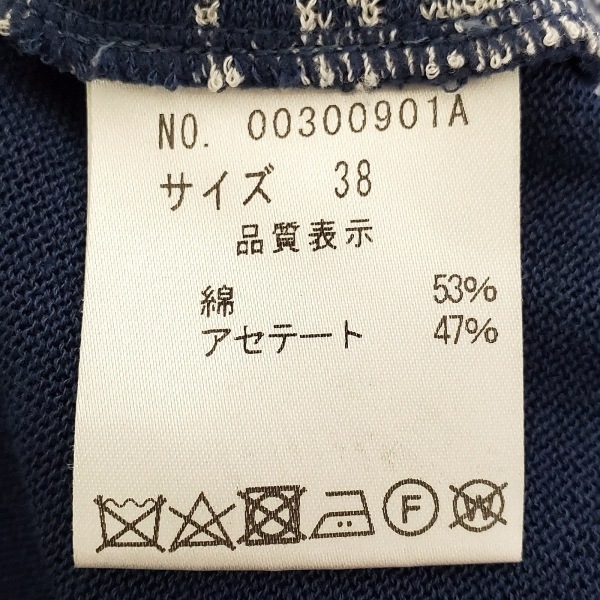 NO. 00300901A
サイズ 38
品質表示
綿 53%
アセテート 47%
F W